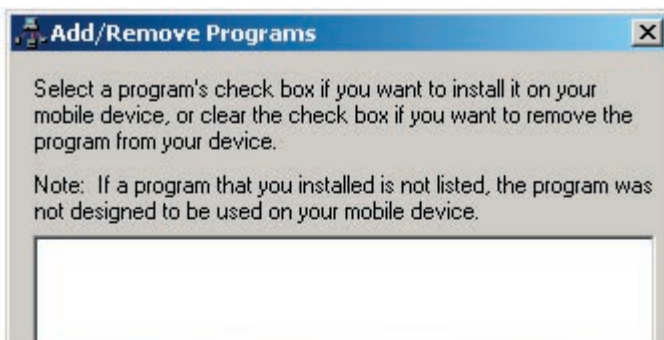 Add/Remove Programs
Select a program's check box if you want to install it on your
mobile device, or clear the check box if you want to remove the
program from your device.
Note:  If a program that you installed is not listed, the program was
not designed to be used on your mobile device.